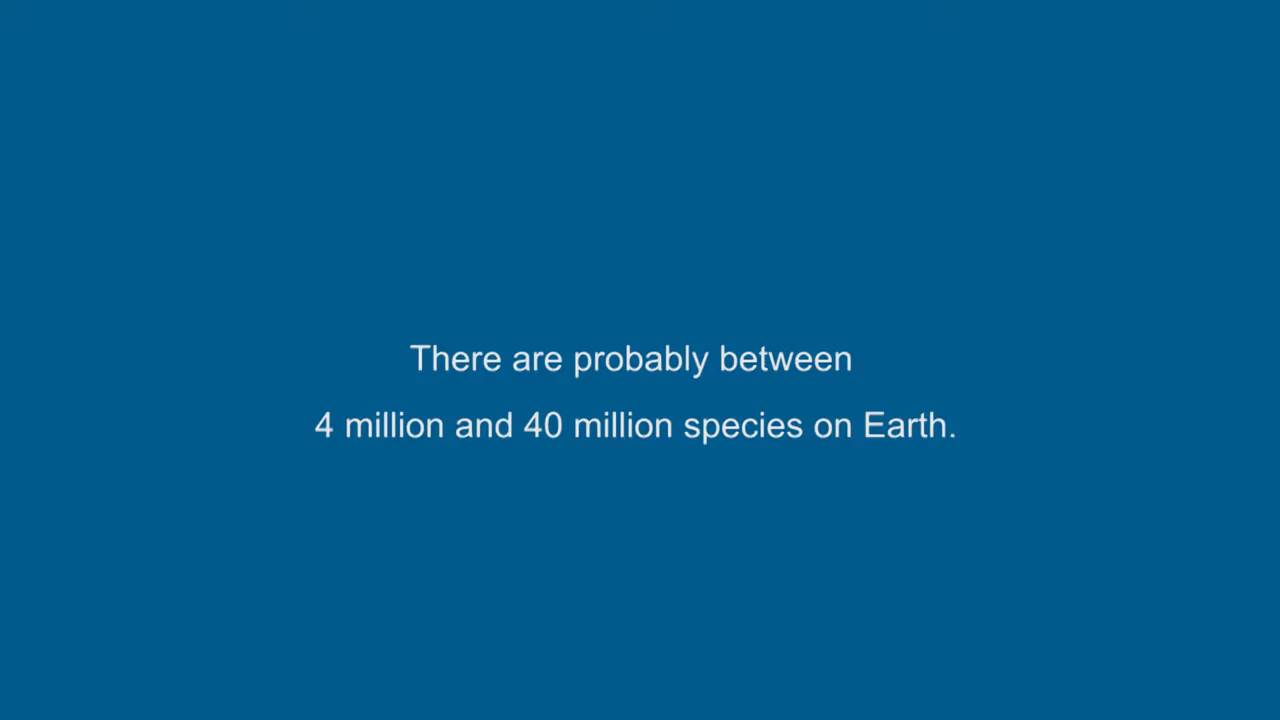 There are probably between
4 million and 40 million species on Earth.